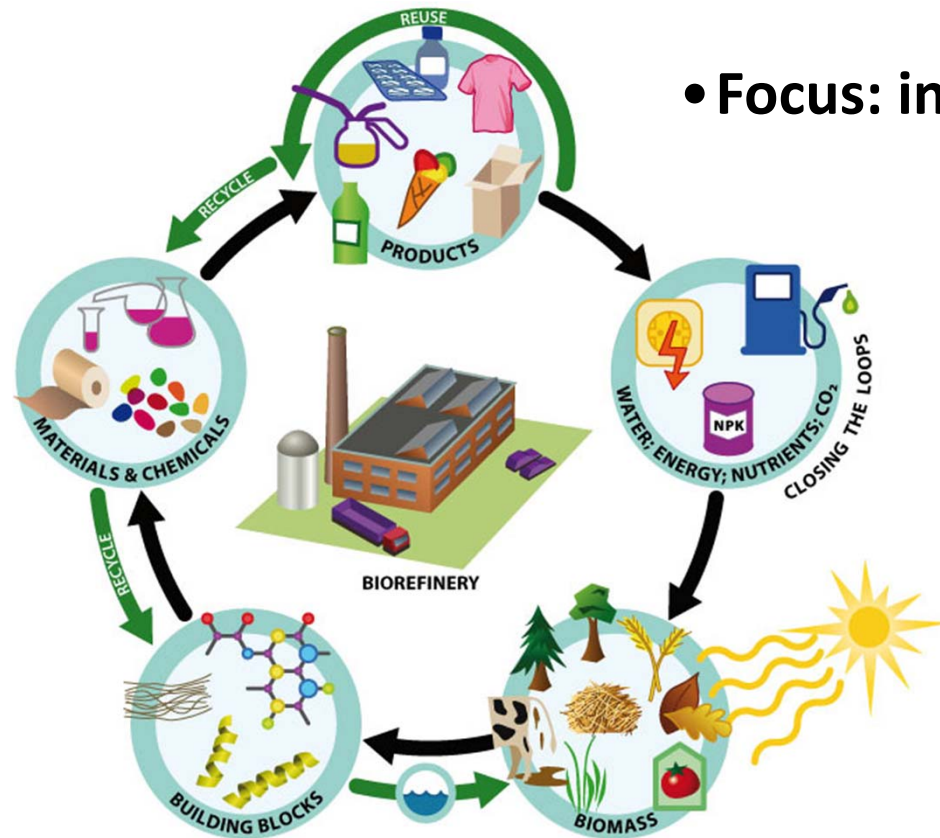 REUSE
• Focus: in
RECYCLE
PRODUCTS
MATERIALS & CHEMICALS
NPK
WATER; ENERGY; NUTRIENTS; CO₂
CLOSING THE LOOPS
RECYCLE
BIOREFINERY
BUILDING BLOCKS
BIOMASS